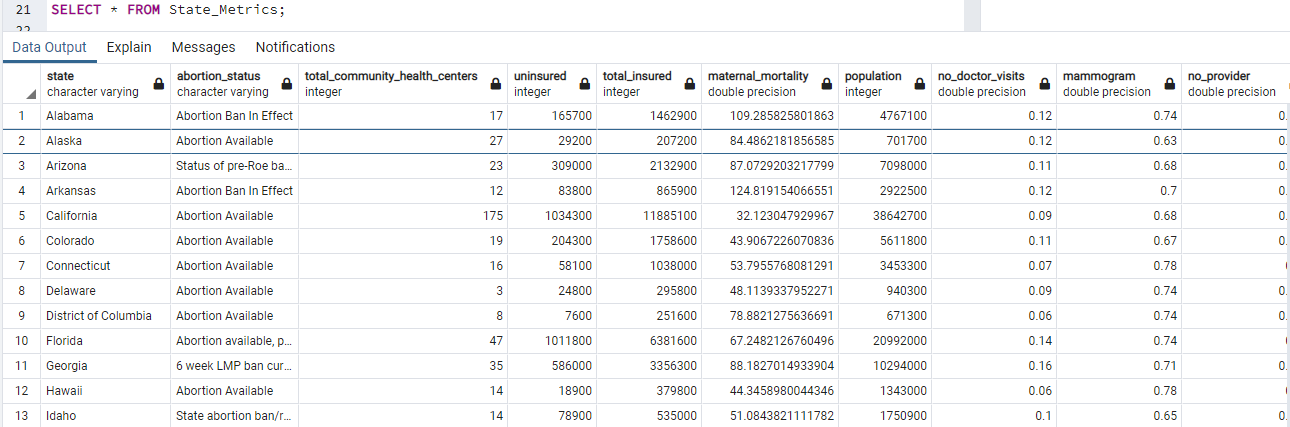 21 SELECT * FROM State_Metrics;
22
Data Output Explain Messages Notifications
state abortion_status total_community_health_centers uninsured total_insured maternal_mortality population no_doctor_visits mammogram no_provider
character varying character varying integer integer integer double precision integer double precision double precision double precision
1 Alabama Abortion Ban In Effect 17 165700 1462900 109.285825801863 4767100 0.12 0.74 0.
2 Alaska Abortion Available 27 29200 207200 84.4862181856585 701700 0.12 0.63 0.
3 Arizona Status of pre-Roe ba... 23 309000 2132900 87.0729203217799 7098000 0.11 0.68 0.
4 Arkansas Abortion Ban In Effect 12 83800 865900 124.819154066551 2922500 0.12 0.7 0.
5 California Abortion Available 175 1034300 11885100 32.123047929967 38642700 0.09 0.68 0.
6 Colorado Abortion Available 19 204300 1758600 43.9067226070836 5611800 0.11 0.67 0.
7 Connecticut Abortion Available 16 58100 1038000 53.7955768081291 3453300 0.07 0.78
8 Delaware Abortion Available 3 24800 295800 48.1139337952271 940300 0.09 0.74 0.
9 District of Columbia Abortion Available 8 7600 251600 78.8821275636691 671300 0.06 0.74 0.
10 Florida Abortion available, p... 47 1011800 6381600 67.2482126760496 20992000 0.14 0.74
11 Georgia 6 week LMP ban cur... 35 586000 3356300 88.1827014933904 10294000 0.16 0.71 0.
12 Hawaii Abortion Available 14 18900 379800 44.3458980044346 1343000 0.06 0.78
13 Idaho State abortion ban/r... 14 78900 535000 51.0843821111782 1750900 0.1 0.65 0.